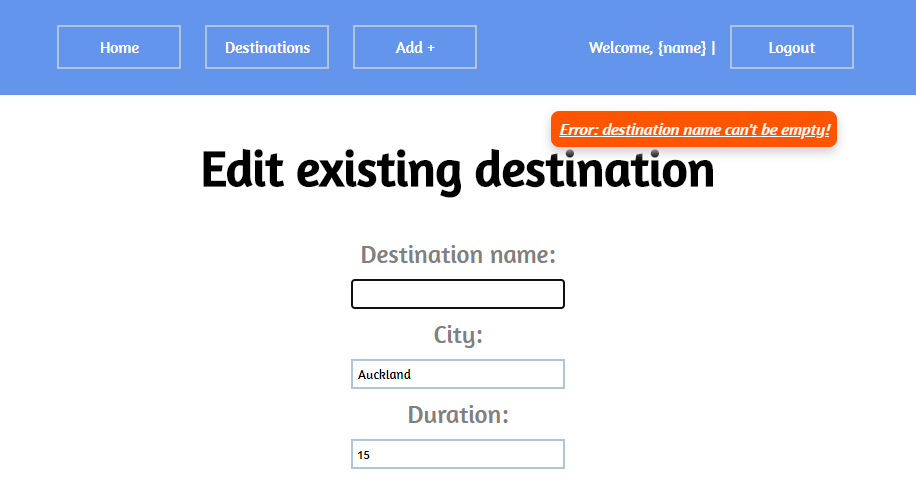 Home Destinations Add + Welcome, {name} | Logout
Error: destination name can't be empty!
Edit existing destination
Destination name:
City:
Auckland
Duration:
15